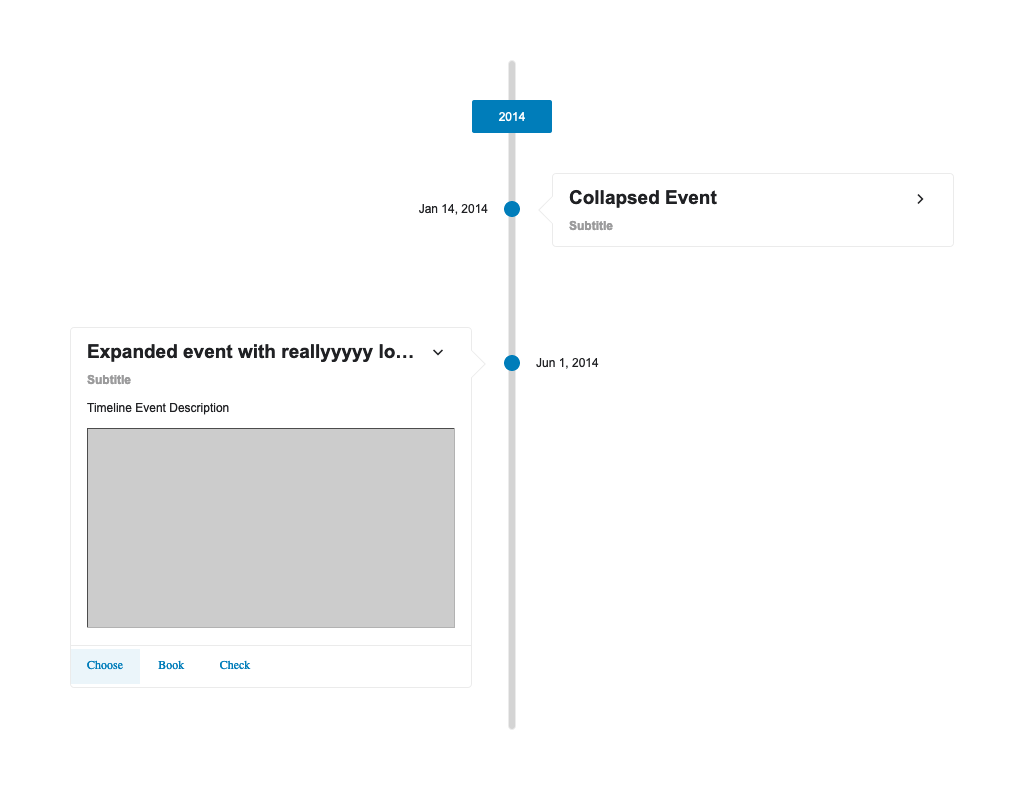 2014
Jan 14, 2014
Collapsed Event
Subtitle
Expanded event with reallyyyyy lo...
Jun 1, 2014
Subtitle
Timeline Event Description
Choose Book Check